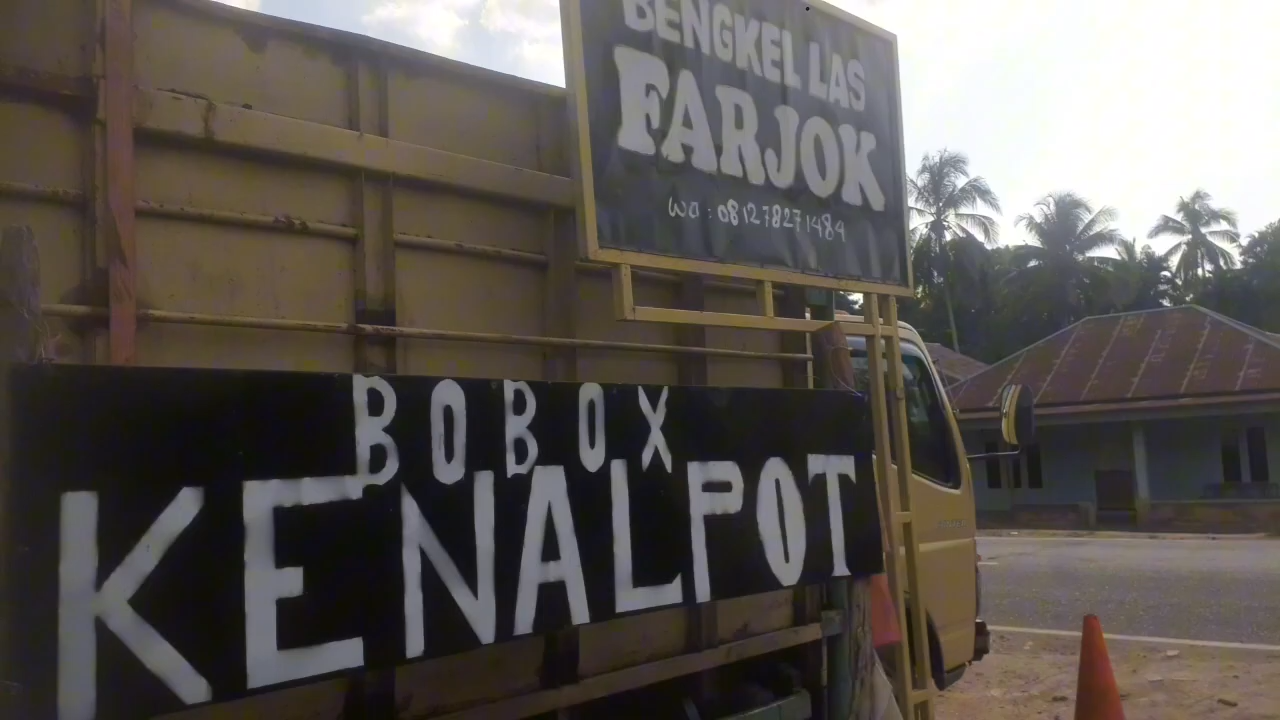 BENGKEL LAS
FARJOK
WA : 081278271484
BOBOX
KENALPOT